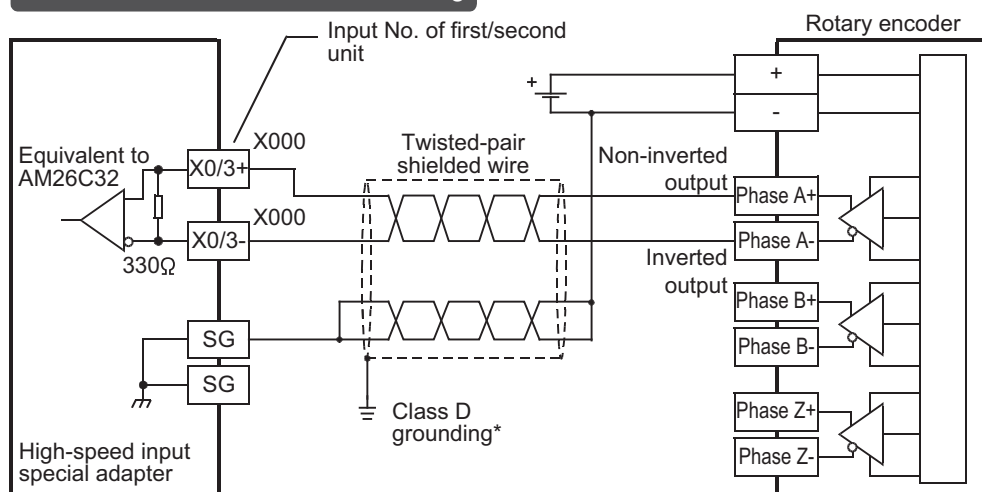 Input No. of first/second
unit
Rotary encoder
+
+
-
X000
Equivalent to
AM26C32
X0/3+
Twisted-pair
shielded wire
Non-inverted
output
Phase A+
X000
X0/3-
330Ω
Phase A-
Inverted
output
Phase B+
Phase B-
SG
SG
Class D
grounding*
Phase Z+
Phase Z-
High-speed input
special adapter